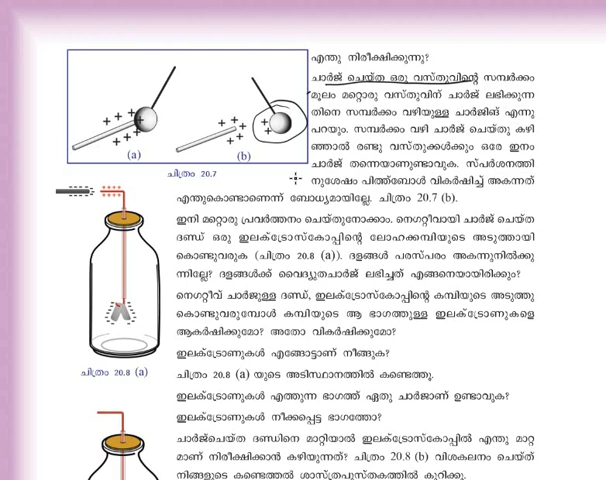 എന്തു നിരീക്ഷിക്കുന്നു?
ചാർജ് ചെയ്ത ഒരു വസ്തുവിന്റെ സമ്പർക്കം
മൂലം മറ്റൊരു വസ്തുവിന് ചാർജ് ലഭിക്കുന്ന
തിനെ സമ്പർക്കം വഴിയുള്ള ചാർജിങ് എന്നു
പറയും. സമ്പർക്കം വഴി ചാർജ് ചെയ്തു കഴി
ഞ്ഞാൽ രണ്ടു വസ്തുക്കൾക്കും ഒരേ ഇനം
ചാർജ് തന്നെയാണുണ്ടാവുക. സ്പർശനത്തി
നുശേഷം പിത്ത്ബോൾ വികർഷിച്ച് അകന്നത്
(a)
(b)
ചിത്രം 20.7
എന്തുകൊണ്ടാണെന്ന് ബോധ്യമായില്ലേ. ചിത്രം 20.7 (b).
ഇനി മറ്റൊരു പ്രവർത്തനം ചെയ്തുനോക്കാം. നെഗറ്റീവായി ചാർജ് ചെയ്ത
ദണ്ഡ് ഒരു ഇലക്ട്രോസ്കോപ്പിന്റെ ലോഹക്കമ്പിയുടെ അടുത്തായി
കൊണ്ടുവരുക (ചിത്രം 20.8 (a)). ദളങ്ങൾ പരസ്പരം അകന്നുനിൽക്കു
ന്നില്ലേ? ദളങ്ങൾക്ക് വൈദ്യുതചാർജ് ലഭിച്ചത് എങ്ങനെയായിരിക്കും?
നെഗറ്റീവ് ചാർജുള്ള ദണ്ഡ്, ഇലക്ട്രോസ്കോപ്പിന്റെ കമ്പിയുടെ അടുത്തു
കൊണ്ടുവരുമ്പോൾ കമ്പിയുടെ ആ ഭാഗത്തുള്ള ഇലക്ട്രോണുകളെ
ആകർഷിക്കുമോ? അതോ വികർഷിക്കുമോ?
ഇലക്ട്രോണുകൾ എങ്ങോട്ടാണ് നീങ്ങുക?
ചിത്രം 20.8 (a)
ചിത്രം 20.8 (a) യുടെ അടിസ്ഥാനത്തിൽ കണ്ടെത്തൂ.
ഇലക്ട്രോണുകൾ എത്തുന്ന ഭാഗത്ത് ഏതു ചാർജാണ് ഉണ്ടാവുക?
ഇലക്ട്രോണുകൾ നീക്കപ്പെട്ട ഭാഗത്തോ?
ചാർജ്ചെയ്ത ദണ്ഡിനെ മാറ്റിയാൽ ഇലക്ട്രോസ്കോപ്പിൽ എന്തു മാറ്റ
മാണ് നിരീക്ഷിക്കാൻ കഴിയുന്നത്? ചിത്രം 20.8 (b) വിശകലനം ചെയ്ത്
നിങ്ങളുടെ കണ്ടെത്തൽ ശാസ്ത്രപുസ്തകത്തിൽ കുറിക്കൂ.